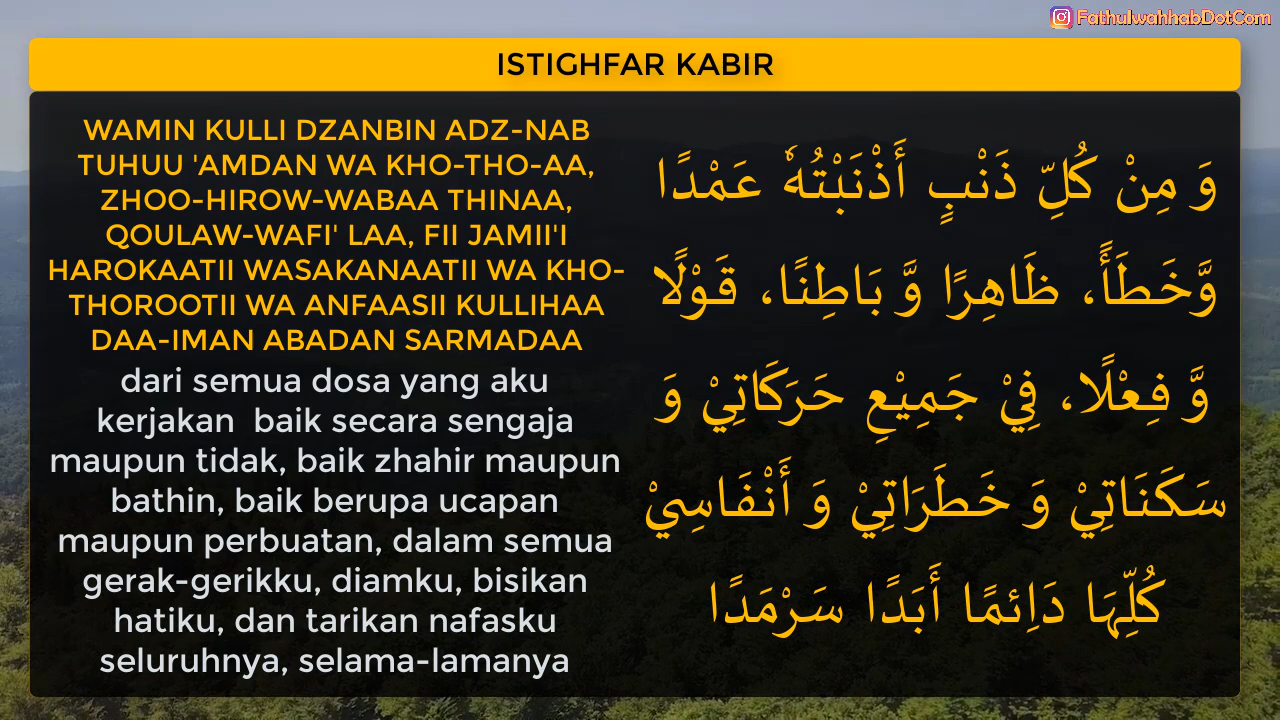 FathulwahhabDotCom
ISTIGHFAR KABIR
WAMIN KULLI DZANBIN ADZ-NAB
TUHUU 'AMDAN WA KHO-THO-AA,
ZHOO-HIROW-WABAA THINAA,
QOULAW-WAFI' LAA, FII JAMII'I
HAROKAATII WASAKANAATII WA KHO-
THOROOTII WA ANFAASII KULLIHAA
DAA-IMAN ABADAN SARMADAA
dari semua dosa yang aku
kerjakan  baik secara sengaja
maupun tidak, baik zhahir maupun
bathin, baik berupa ucapan
maupun perbuatan, dalam semua
gerak-gerikku, diamku, bisikan
hatiku, dan tarikan nafasku
seluruhnya, selama-lamanya
وَ مِنْ كُلِّ ذَنْبٍ أَذْنَبْتُهٗ عَمْدًا
وَّخَطَأً، ظَاهِرًا وَّ بَاطِنًا، قَوْلًا
وَّ فِعْلًا، فِيْ جَمِيْعِ حَرَكَاتِيْ وَ
سَكَنَاتِيْ وَ خَطَرَاتِيْ وَ أَنْفَاسِيْ
كُلِّهَا دَاِئمًا أَبَدًا سَرْمَدًا